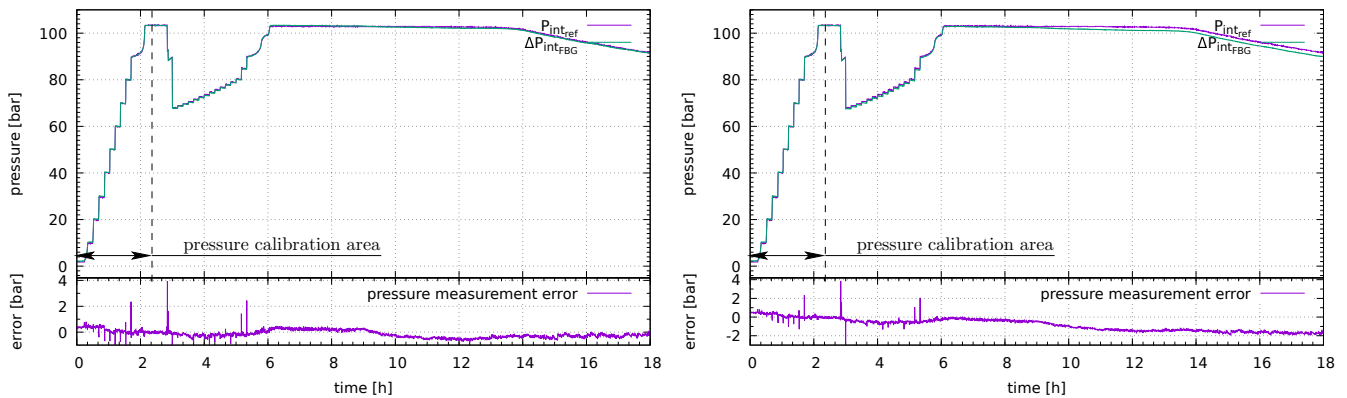 100
80
60
40
20
0
pressure [bar]
P_int_ref
ΔP_int_FBG
pressure calibration area
4
2
0
error [bar]
pressure measurement error
0 2 4 6 8 10 12 14 16 18
time [h]
100
80
60
40
20
0
pressure [bar]
P_int_ref
ΔP_int_FBG
pressure calibration area
4
2
0
-2
error [bar]
pressure measurement error
0 2 4 6 8 10 12 14 16 18
time [h]